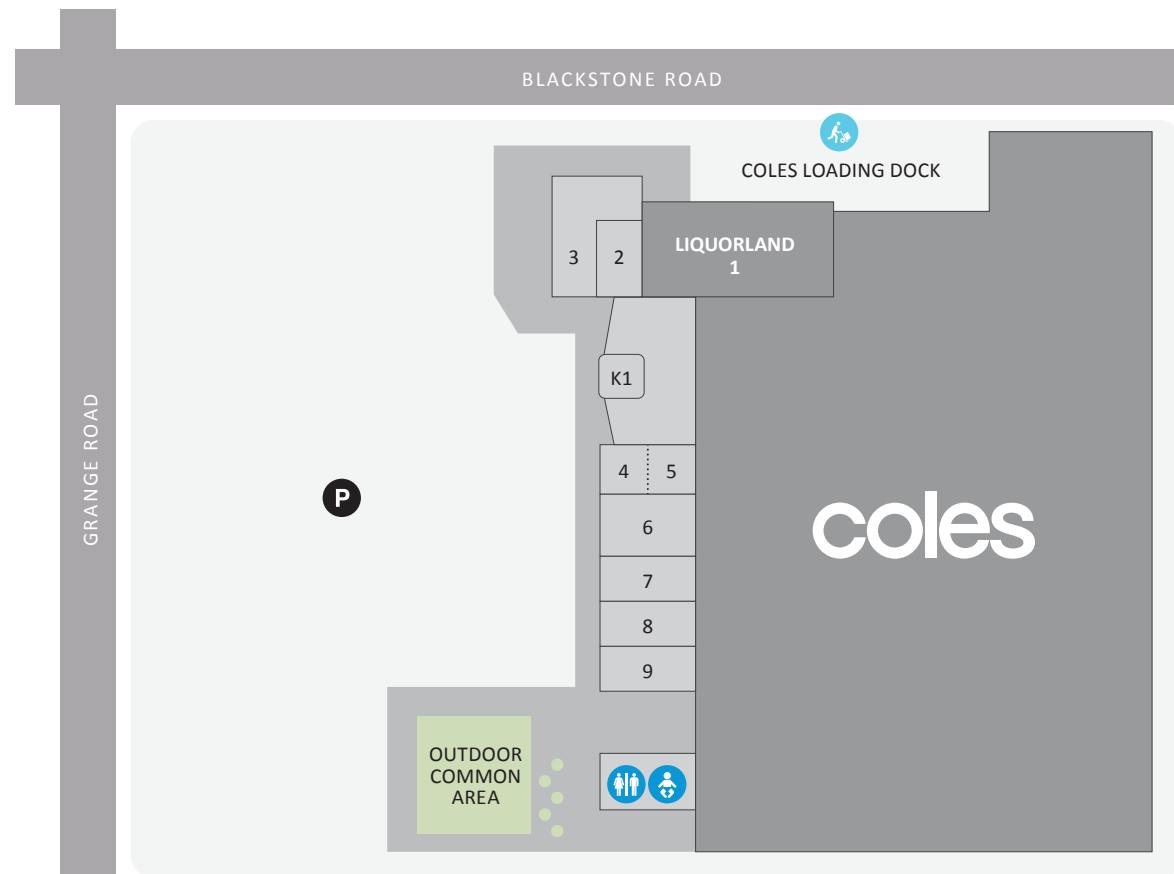 BLACKSTONE ROAD
COLES LOADING DOCK
LIQUORLAND
1
3
2
K1
GRANGE ROAD
4
5
P
6
coles
7
8
9
OUTDOOR
COMMON
AREA